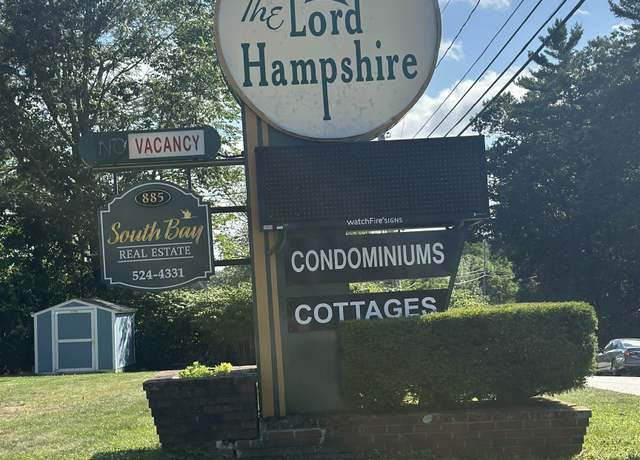 The Lord
Hampshire
NO VACANCY
885
South Bay
REAL ESTATE
524-4331
watchFire SIGNS
CONDOMINIUMS
COTTAGES